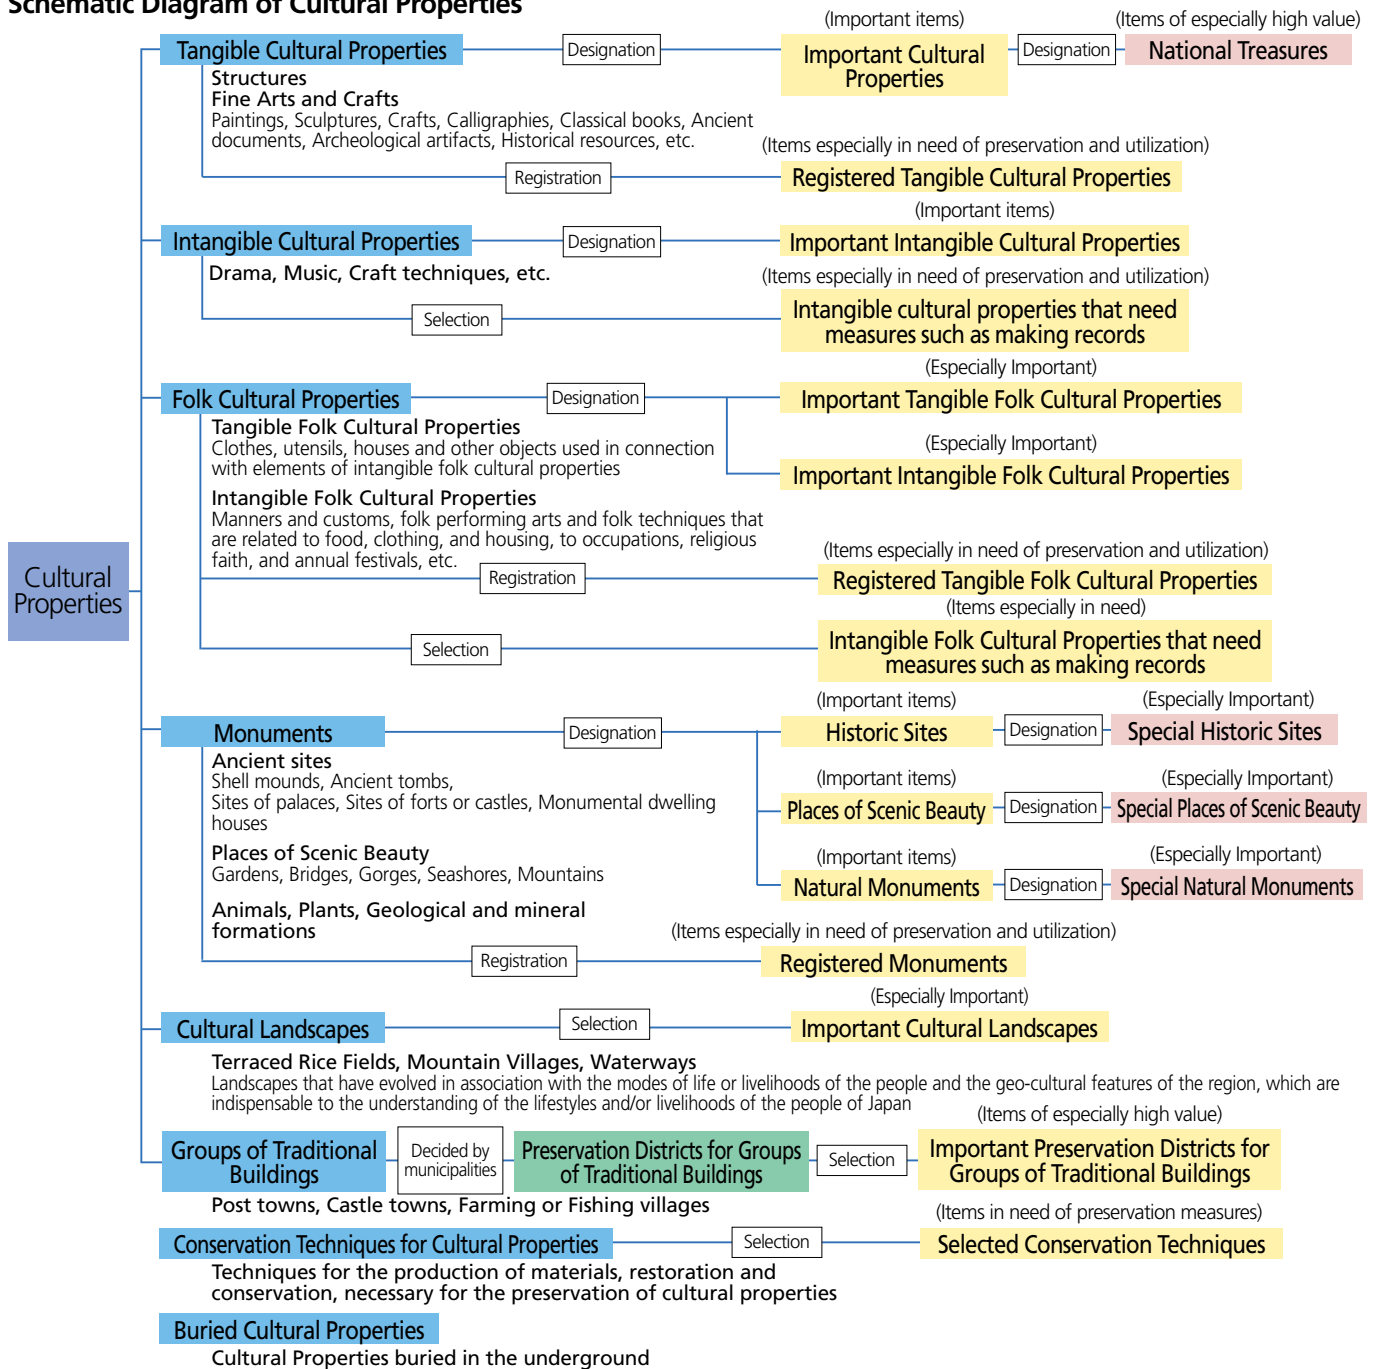 Schematic Diagram of Cultural Properties
(Important items)
(Items of especially high value)
Tangible Cultural Properties
Designation
Important Cultural
Properties
Designation
National Treasures
Structures
Fine Arts and Crafts
Paintings, Sculptures, Crafts, Calligraphies, Classical books, Ancient
documents, Archeological artifacts, Historical resources, etc.
(Items especially in need of preservation and utilization)
Registration
Registered Tangible Cultural Properties
(Important items)
Intangible Cultural Properties
Designation
Important Intangible Cultural Properties
Drama, Music, Craft techniques, etc.
(Items especially in need of preservation and utilization)
Selection
Intangible cultural properties that need
measures such as making records
(Especially Important)
Folk Cultural Properties
Designation
Important Tangible Folk Cultural Properties
Tangible Folk Cultural Properties
Clothes, utensils, houses and other objects used in connection
with elements of intangible folk cultural properties
(Especially Important)
Important Intangible Folk Cultural Properties
Intangible Folk Cultural Properties
Manners and customs, folk performing arts and folk techniques that
are related to food, clothing, and housing, to occupations, religious
faith, and annual festivals, etc.
(Items especially in need of preservation and utilization)
Registration
Registered Tangible Folk Cultural Properties
Cultural
Properties
(Items especially in need)
Selection
Intangible Folk Cultural Properties that need
measures such as making records
(Important items)
(Especially Important)
Monuments
Designation
Historic Sites
Designation
Special Historic Sites
Ancient sites
Shell mounds, Ancient tombs,
Sites of palaces, Sites of forts or castles, Monumental dwelling
houses
(Important items)
(Especially Important)
Places of Scenic Beauty
Designation
Special Places of Scenic Beauty
Places of Scenic Beauty
Gardens, Bridges, Gorges, Seashores, Mountains
(Important items)
(Especially Important)
Natural Monuments
Designation
Special Natural Monuments
Animals, Plants, Geological and mineral
formations
(Items especially in need of preservation and utilization)
Registration
Registered Monuments
(Especially Important)
Cultural Landscapes
Selection
Important Cultural Landscapes
Terraced Rice Fields, Mountain Villages, Waterways
Landscapes that have evolved in association with the modes of life or livelihoods of the people and the geo-cultural features of the region, which are
indispensable to the understanding of the lifestyles and/or livelihoods of the people of Japan
(Items of especially high value)
Groups of Traditional
Buildings
Decided by
municipalities
Preservation Districts for Groups
of Traditional Buildings
Selection
Important Preservation Districts for
Groups of Traditional Buildings
Post towns, Castle towns, Farming or Fishing villages
(Items in need of preservation measures)
Conservation Techniques for Cultural Properties
Selection
Selected Conservation Techniques
Techniques for the production of materials, restoration and
conservation, necessary for the preservation of cultural properties
Buried Cultural Properties
Cultural Properties buried in the underground